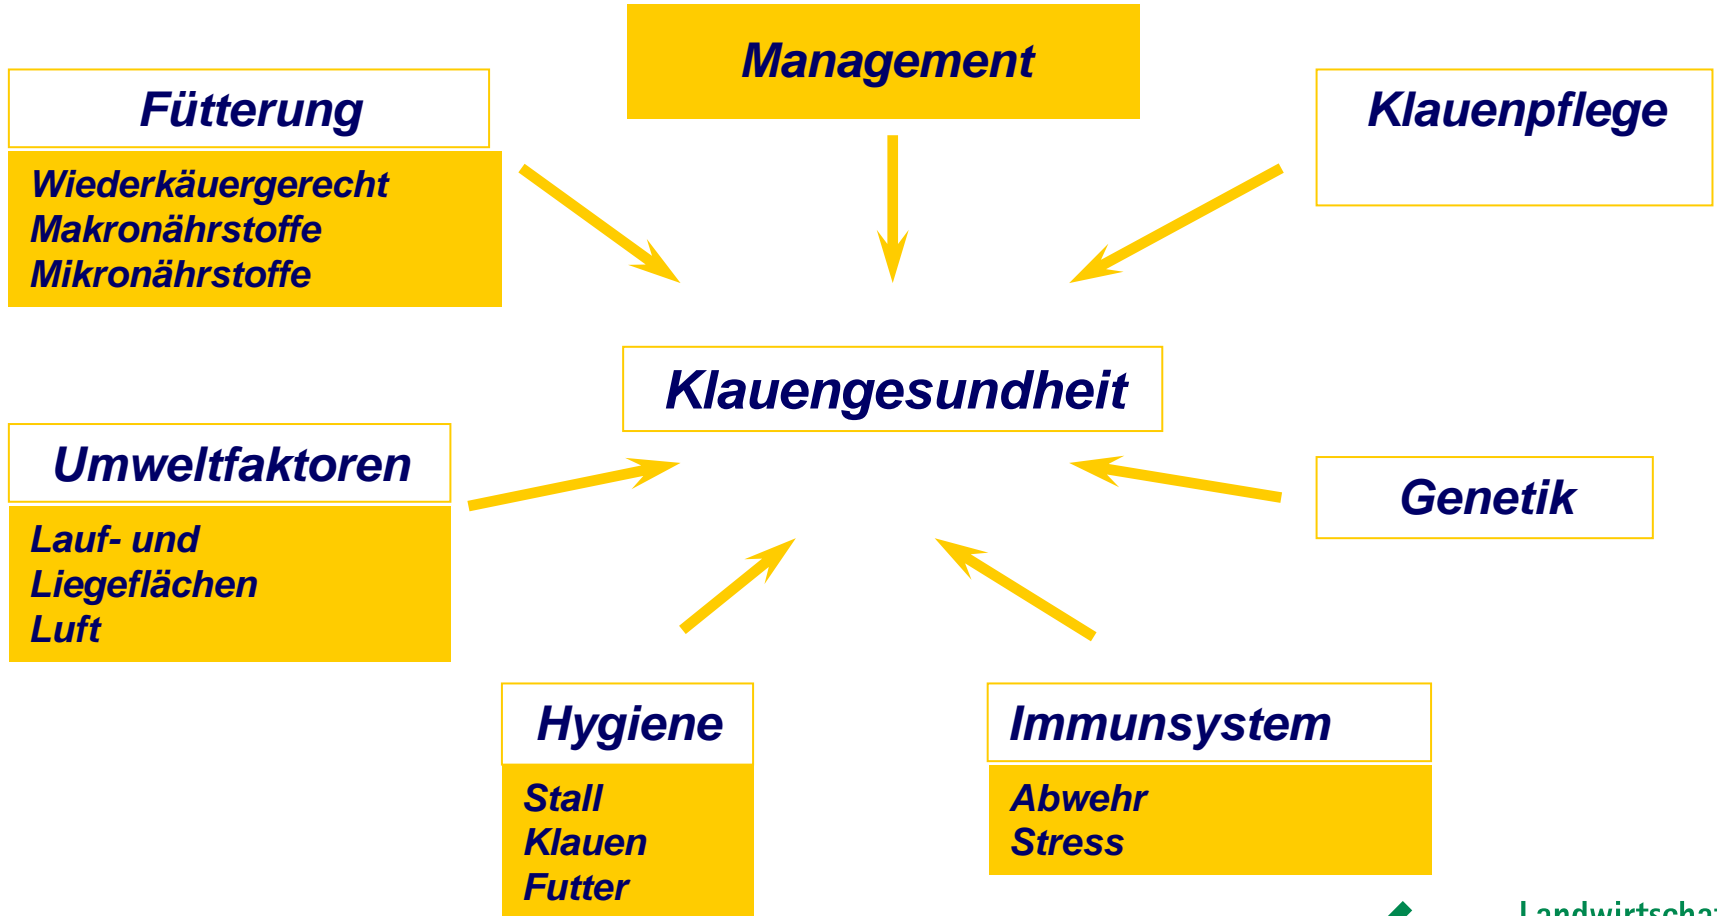 Management
Fütterung
Wiederkäuergerecht
Makronährstoffe
Mikronährstoffe
Klauenpflege
Klauengesundheit
Umweltfaktoren
Lauf- und
Liegeflächen
Luft
Genetik
Hygiene
Stall
Klauen
Futter
Immunsystem
Abwehr
Stress